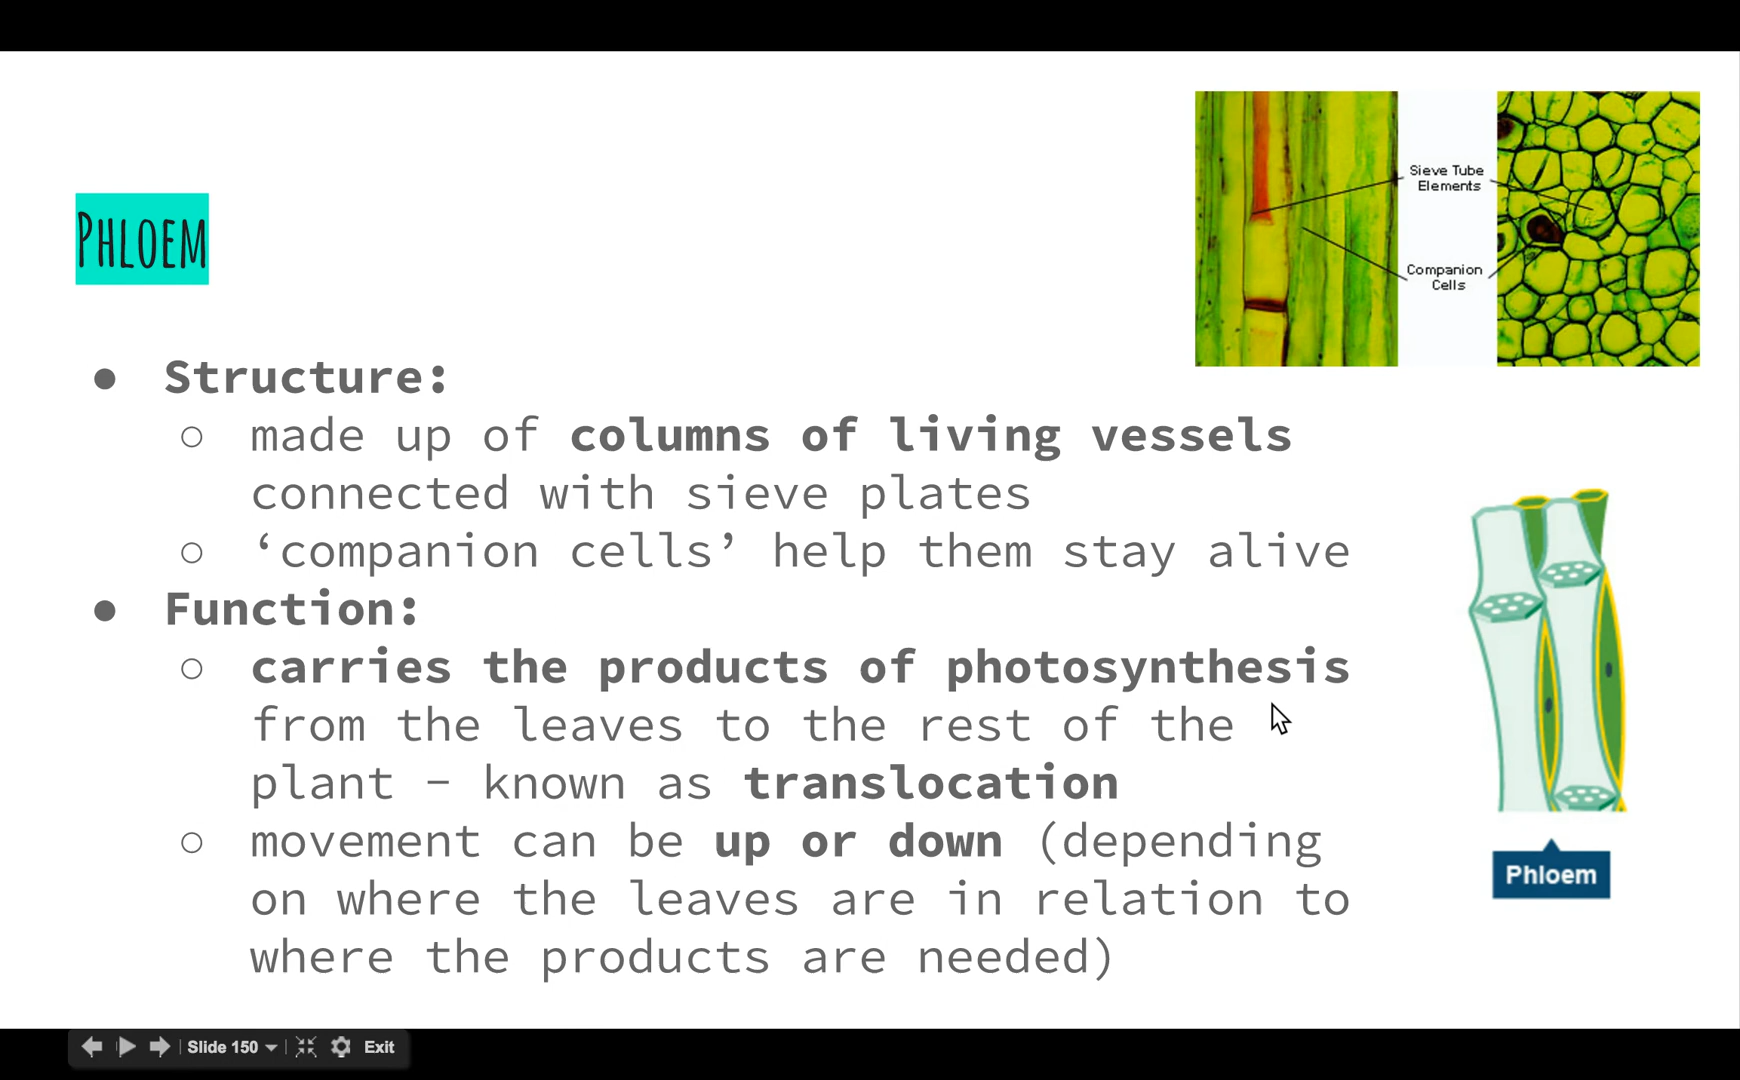 Sieve Tube
Elements
Companion
Cells
Phloem
● Structure:
○ made up of columns of living vessels
connected with sieve plates
○ ‘companion cells’ help them stay alive
● Function:
○ carries the products of photosynthesis
from the leaves to the rest of the
plant – known as translocation
○ movement can be up or down (depending
on where the leaves are in relation to
where the products are needed)
Phloem
Slide 150 Exit